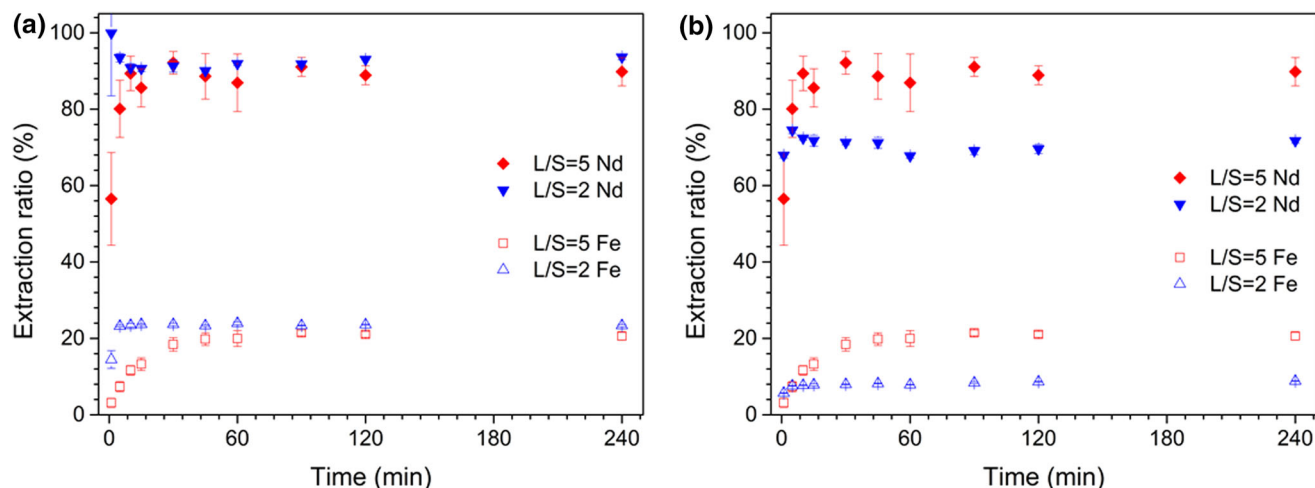 (a)
Extraction ratio (%)
100
80
60
40
20
0
L/S=5 Nd
L/S=2 Nd
L/S=5 Fe
L/S=2 Fe
0 60 120 180 240
Time (min)
(b)
Extraction ratio (%)
100
80
60
40
20
0
L/S=5 Nd
L/S=2 Nd
L/S=5 Fe
L/S=2 Fe
0 60 120 180 240
Time (min)